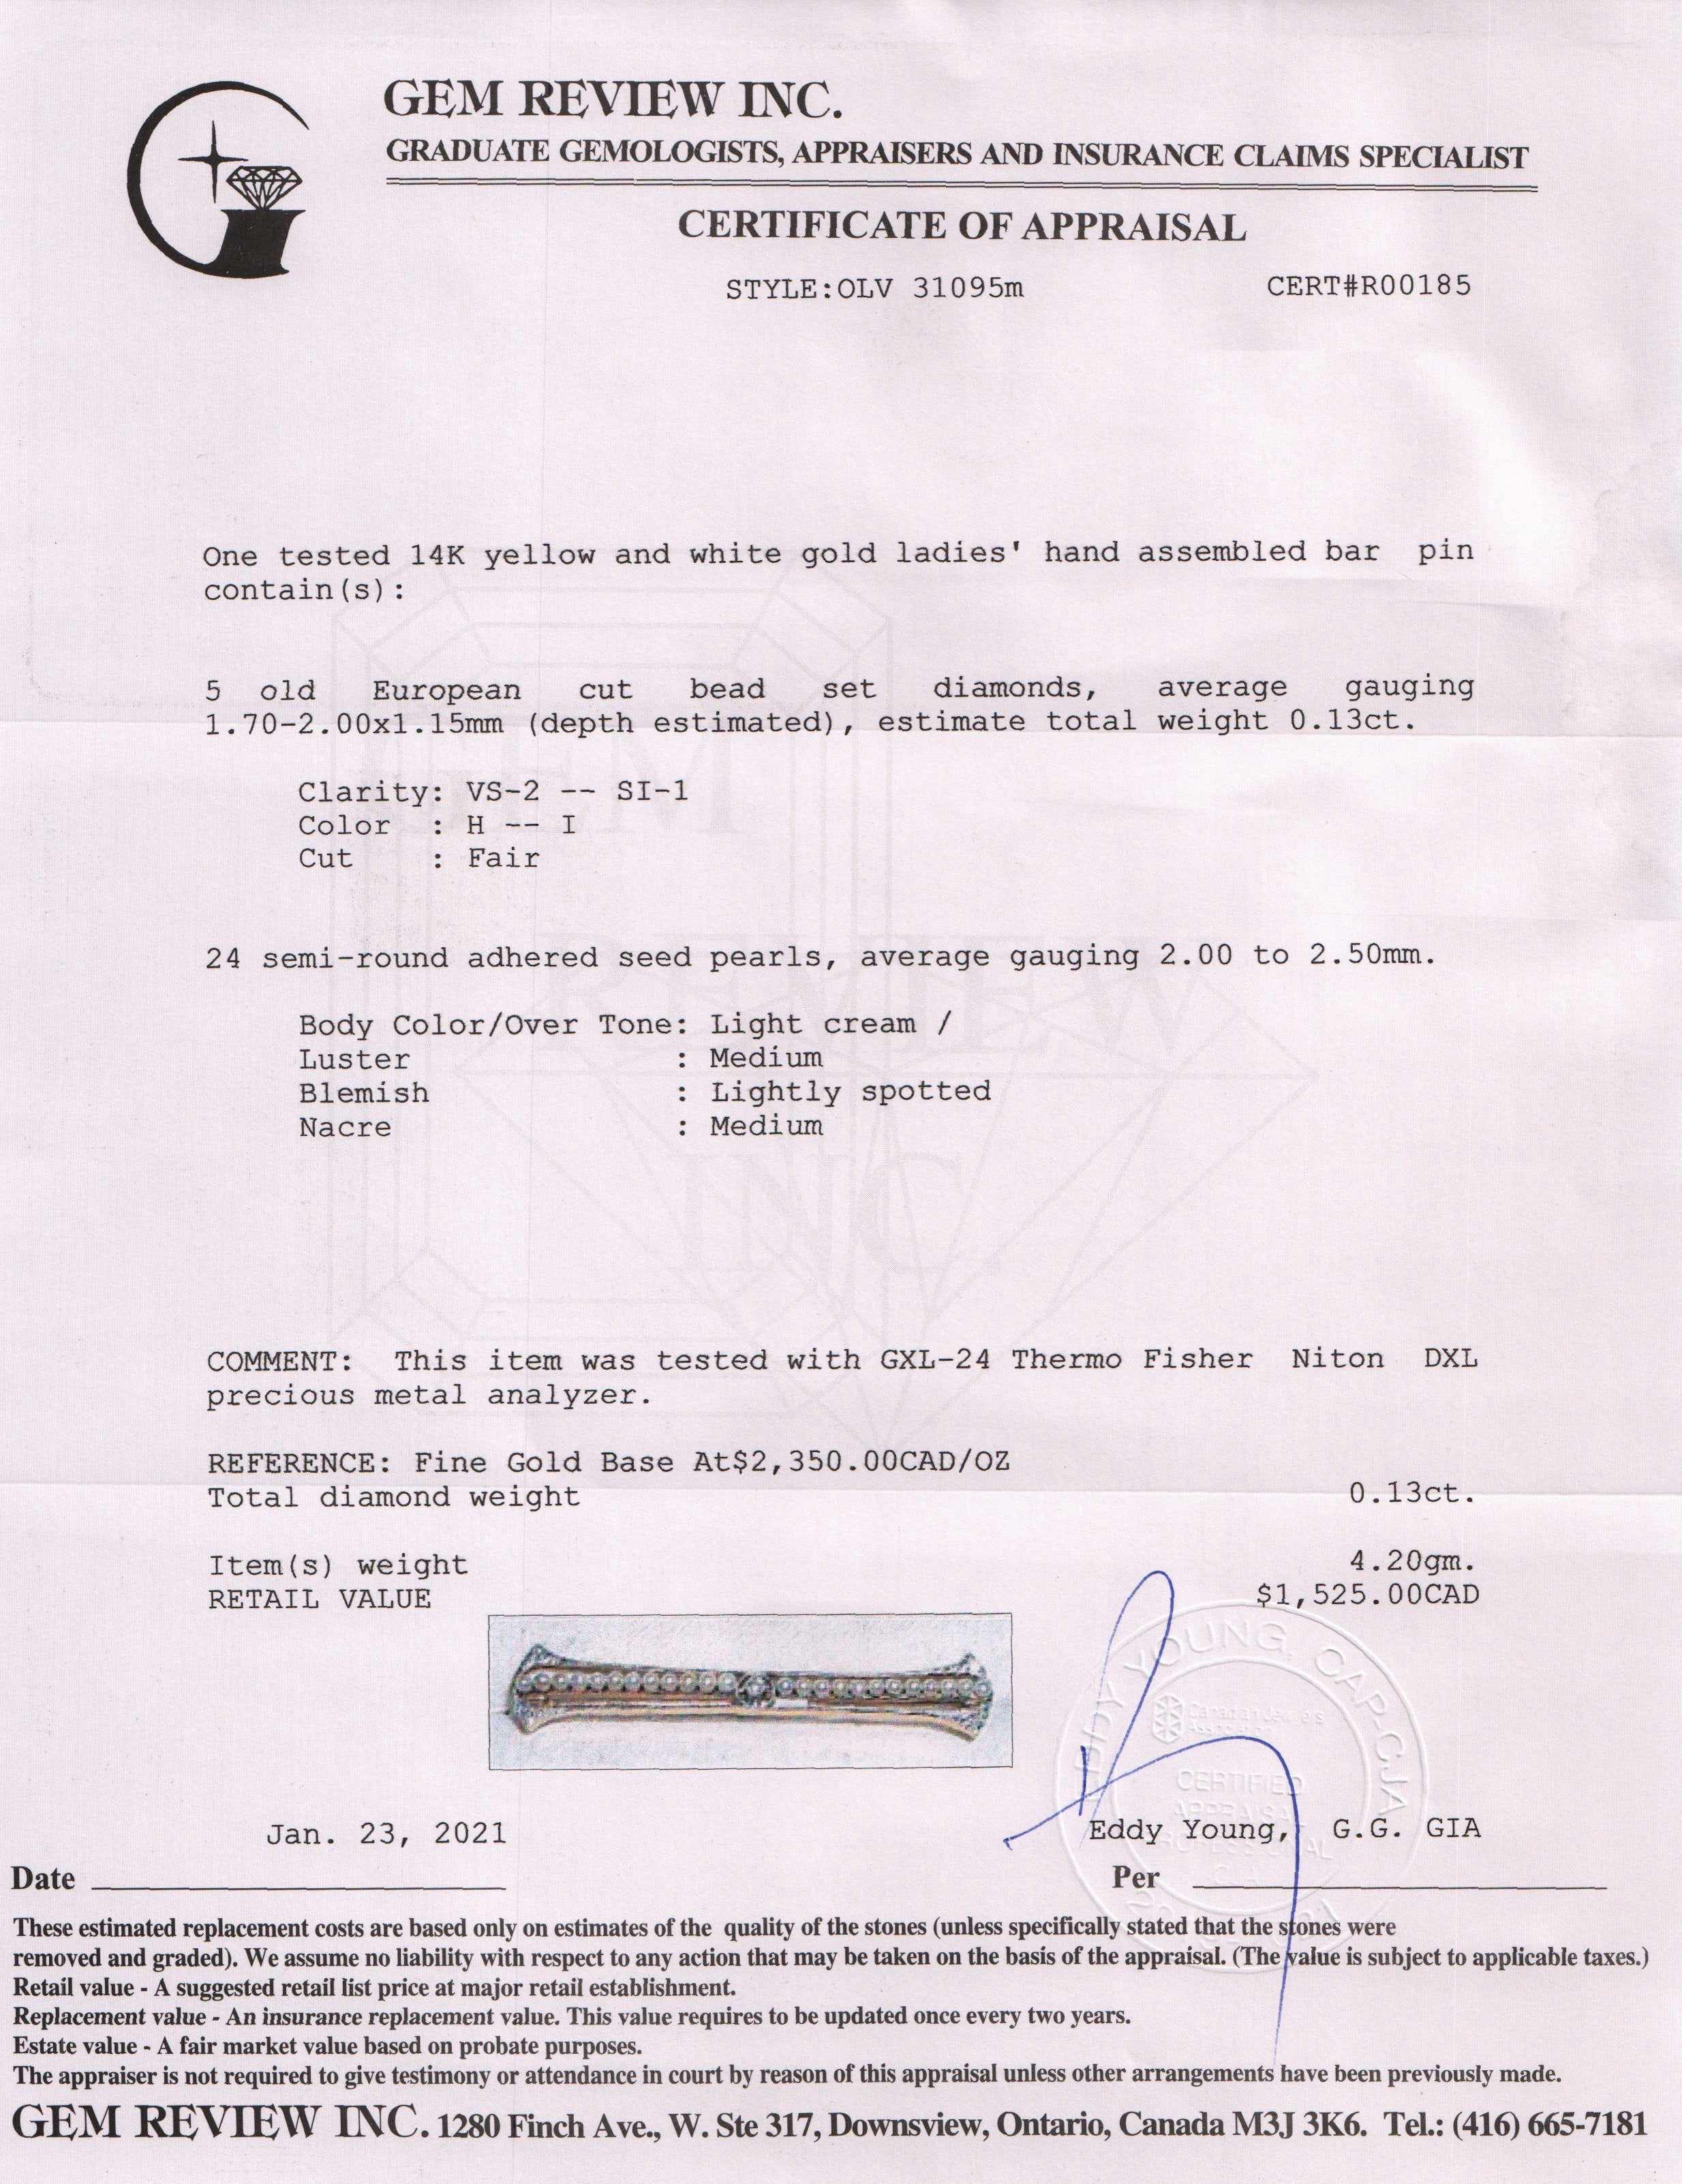 GEM REVIEW INC.
GRADUATE GEMOLOGISTS, APPRAISERS AND INSURANCE CLAIMS SPECIALIST
CERTIFICATE OF APPRAISAL
STYLE:OLV 31095m CERT#R00185
One tested 14K yellow and white gold ladies' hand assembled bar pin
contain(s):
5 old European cut bead set diamonds, average gauging
1.70-2.00x1.15mm (depth estimated), estimate total weight 0.13ct.
Clarity: VS-2 -- SI-1
Color : H -- I
Cut : Fair
24 semi-round adhered seed pearls, average gauging 2.00 to 2.50mm.
Body Color/Over Tone: Light cream /
Luster : Medium
Blemish : Lightly spotted
Nacre : Medium
GEM
REVIEW
INC.
COMMENT: This item was tested with GXL-24 Thermo Fisher Niton DXL
precious metal analyzer.
REFERENCE: Fine Gold Base At$2,350.00CAD/OZ
Total diamond weight 0.13ct.
Item(s) weight 4.20gm.
RETAIL VALUE $1,525.00CAD
EDDY YOUNG, CAP-CJA
Canadian Jewellers
Association
CERTIFIED
APPRAISAL
Jan. 23, 2021 Eddy Young, G.G. GIA
Date Per
These estimated replacement costs are based only on estimates of the quality of the stones (unless specifically stated that the stones were
removed and graded). We assume no liability with respect to any action that may be taken on the basis of the appraisal. (The value is subject to applicable taxes.)
Retail value - A suggested retail list price at major retail establishment.
Replacement value - An insurance replacement value. This value requires to be updated once every two years.
Estate value - A fair market value based on probate purposes.
The appraiser is not required to give testimony or attendance in court by reason of this appraisal unless other arrangements have been previously made.
GEM REVIEW INC. 1280 Finch Ave., W. Ste 317, Downsview, Ontario, Canada M3J 3K6. Tel.: (416) 665-7181